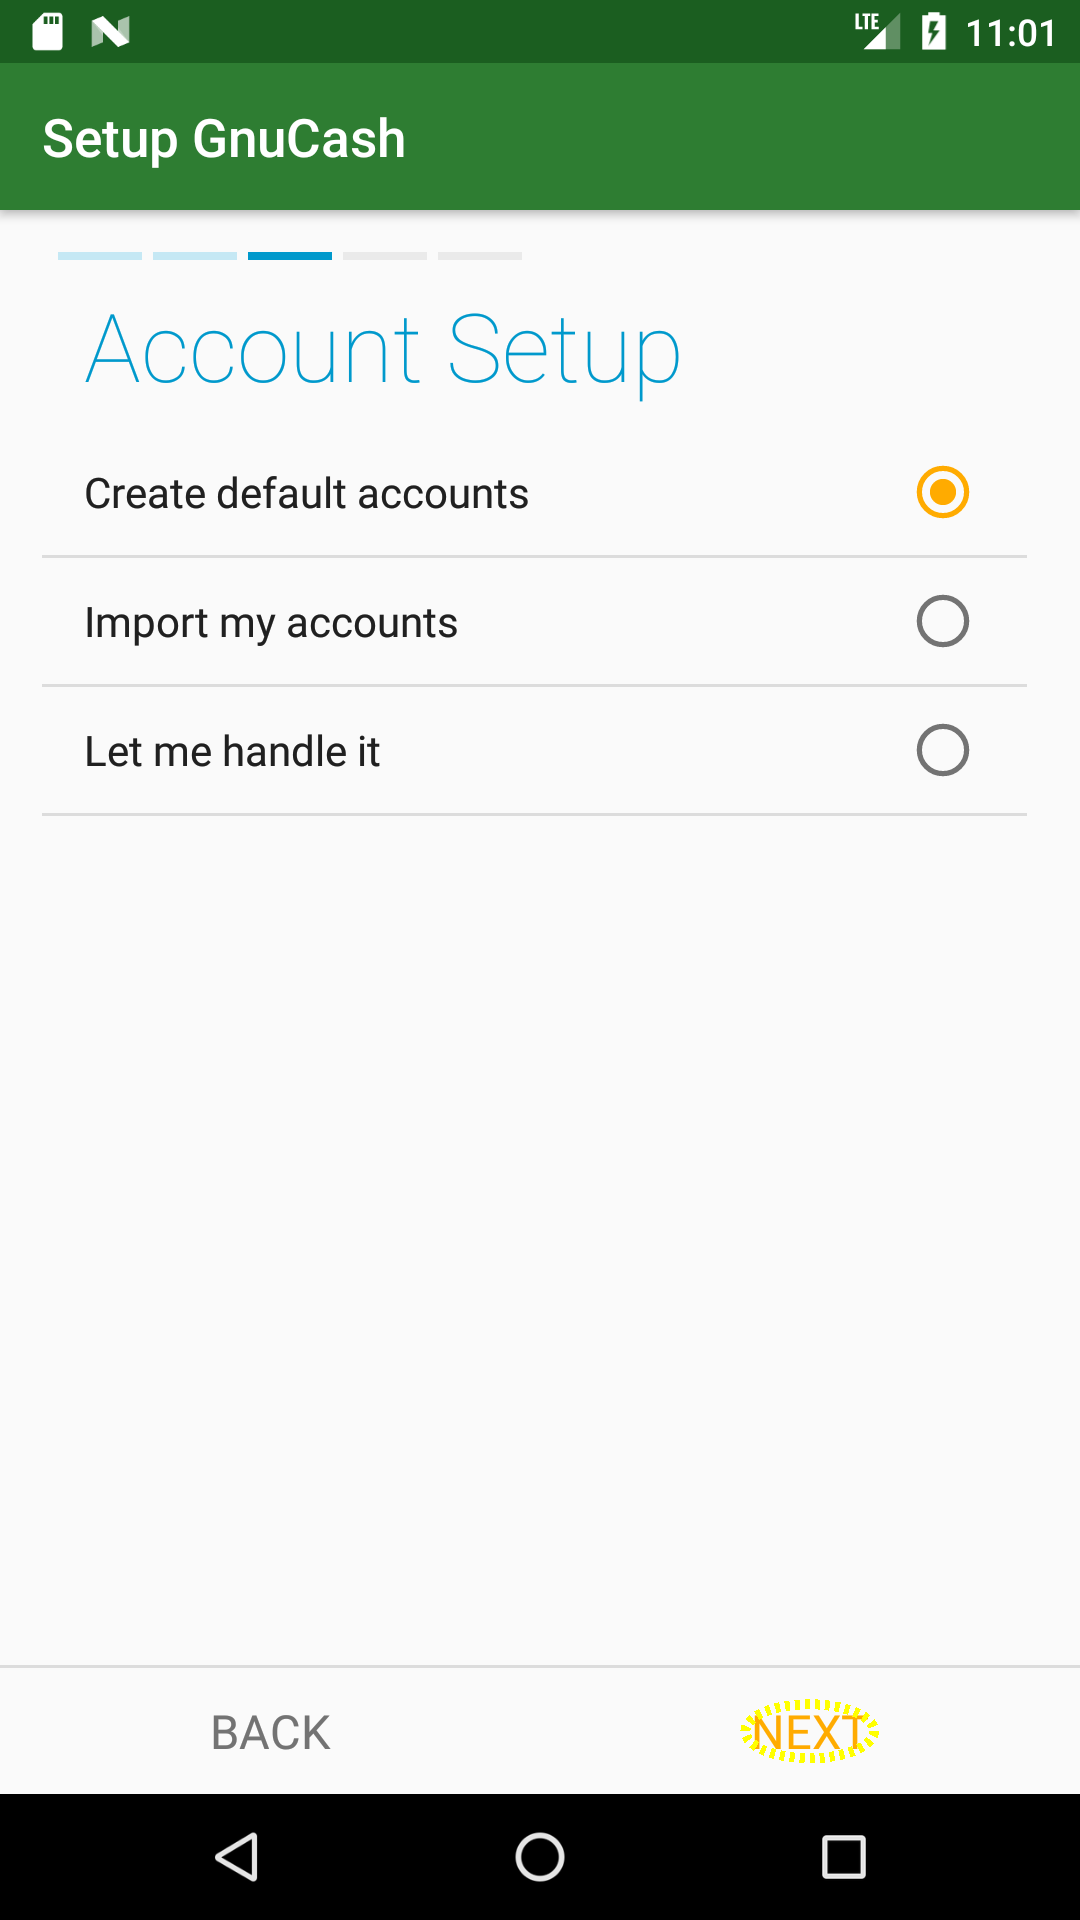 LTE 11:01
Setup GnuCash
Account Setup
Create default accounts
Import my accounts
Let me handle it
BACK NEXT